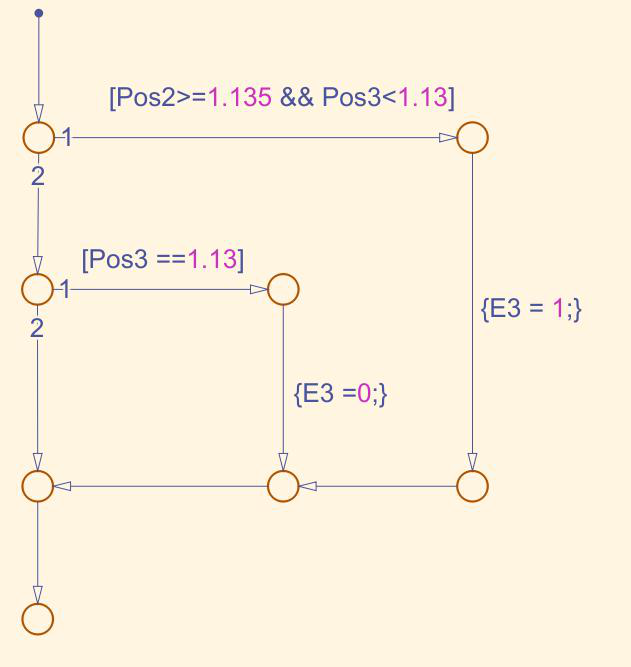 [Pos2>=1.135 && Pos3<1.13]
1
2
[Pos3 ==1.13]
1
{E3 = 1;}
2
{E3 =0;}